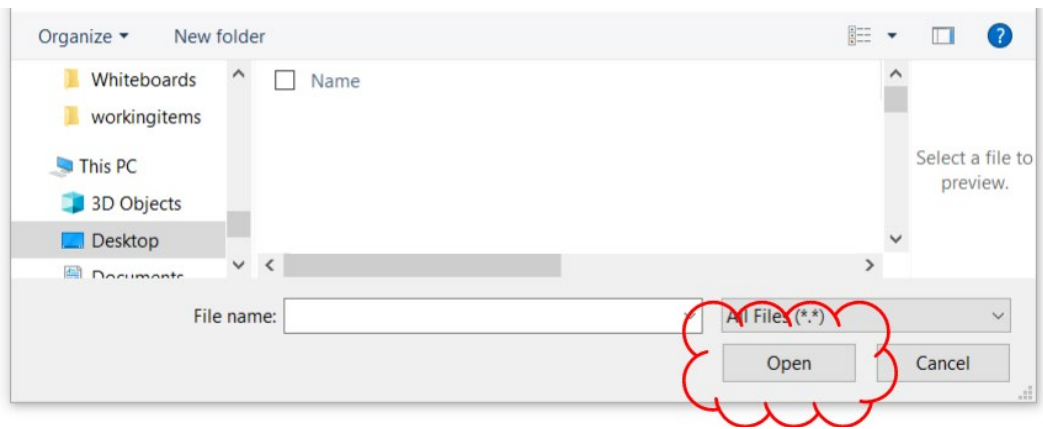 Organize New folder
Whiteboards
Name
workingitems
This PC
Select a file to
preview.
3D Objects
Desktop
Documents
File name:
All Files (*.*)
Open Cancel